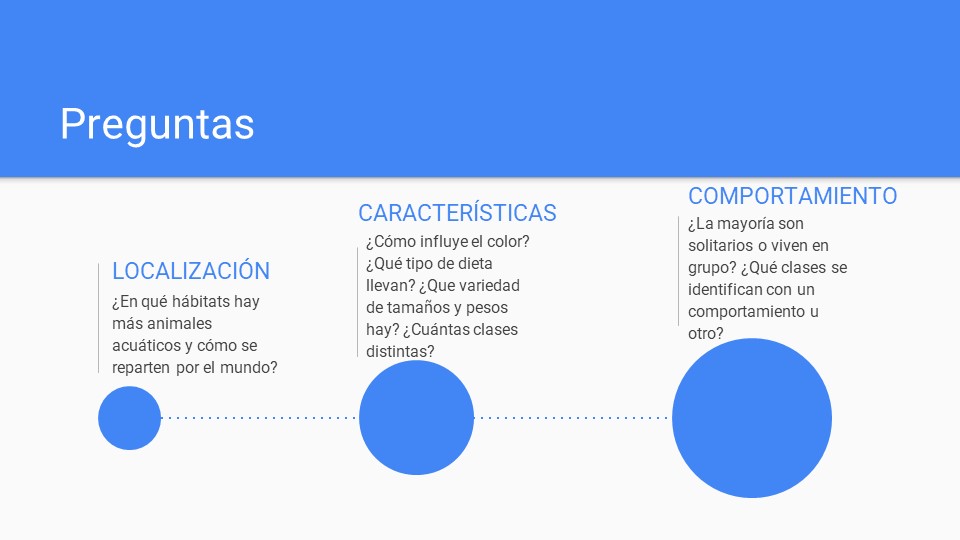 Preguntas
LOCALIZACIÓN
¿En qué hábitats hay
más animales
acuáticos y cómo se
reparten por el mundo?
CARACTERÍSTICAS
¿Cómo influye el color?
¿Qué tipo de dieta
llevan? ¿Que variedad
de tamaños y pesos
hay? ¿Cuántas clases
distintas?
COMPORTAMIENTO
¿La mayoría son
solitarios o viven en
grupo? ¿Qué clases se
identifican con un
comportamiento u
otro?